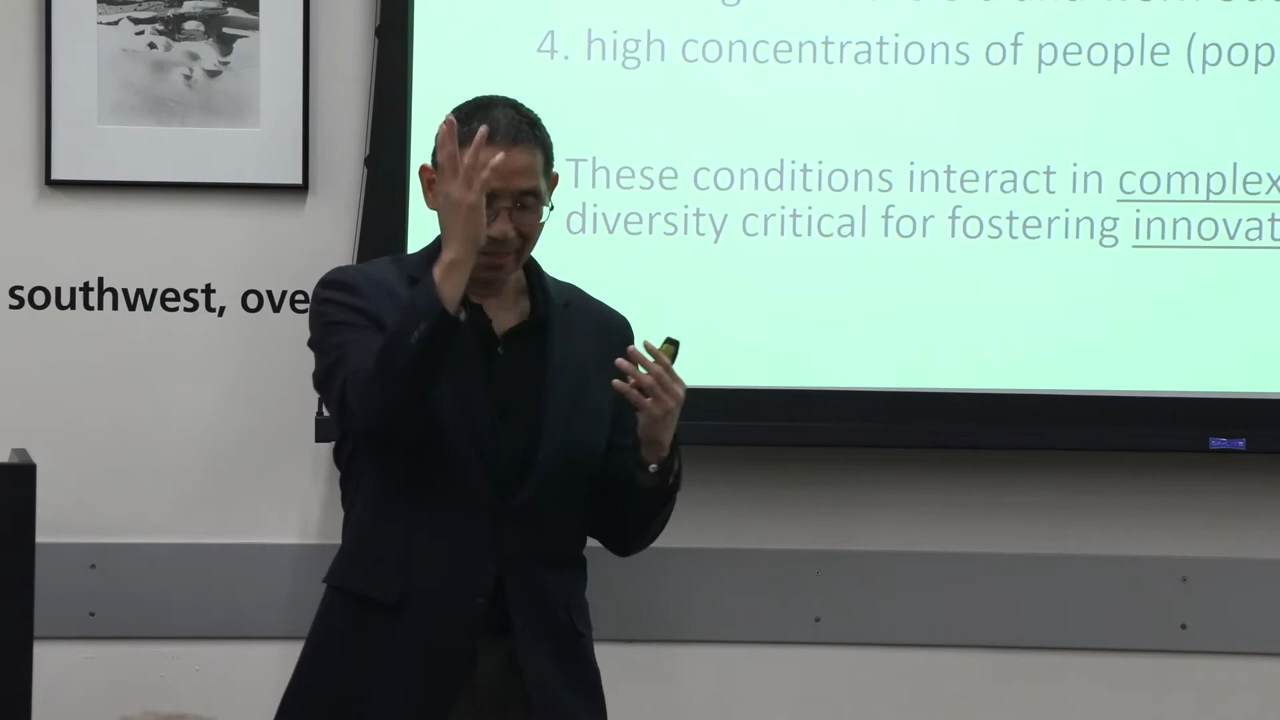 4. high concentrations of people (pop
These conditions interact in complex
diversity critical for fostering innovat
southwest, ove